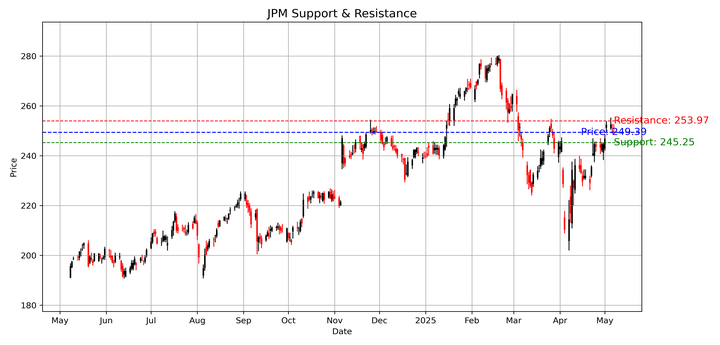 JPM Support & Resistance
280
260
240
220
200
180
Price
Resistance: 253.97
Price: 249.39
Support: 245.25
May Jun Jul Aug Sep Oct Nov Dec 2025 Feb Mar Apr May
Date